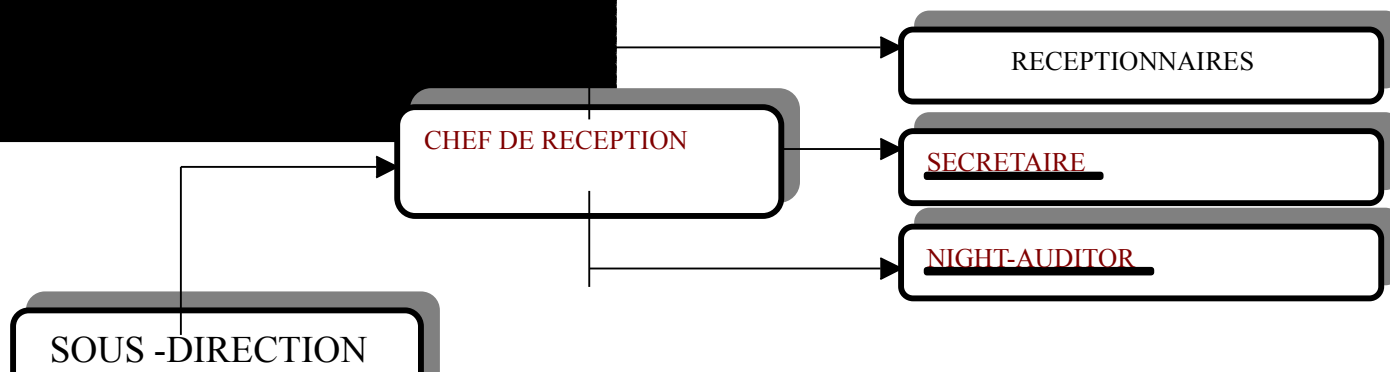 RECEPTIONNAIRES
CHEF DE RECEPTION
SECRETAIRE
NIGHT-AUDITOR
SOUS -DIRECTION